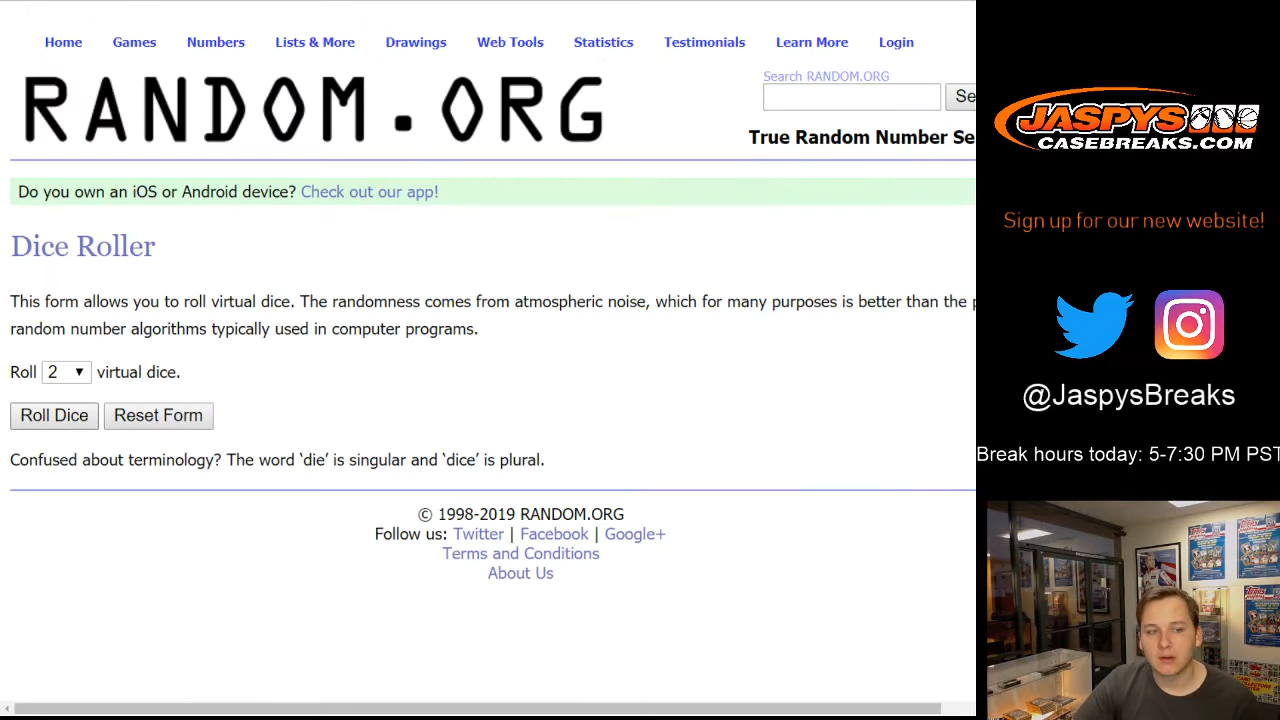 Home Games Numbers Lists & More Drawings Web Tools Statistics Testimonials Learn More Login
RANDOM.ORG
Search RANDOM.ORG
Se
True Random Number Se
Do you own an iOS or Android device? Check out our app!
Dice Roller
This form allows you to roll virtual dice. The randomness comes from atmospheric noise, which for many purposes is better than the p
random number algorithms typically used in computer programs.
Roll 2 virtual dice.
Roll Dice Reset Form
Confused about terminology? The word ‘die’ is singular and ‘dice’ is plural.
© 1998-2019 RANDOM.ORG
Follow us: Twitter | Facebook | Google+
Terms and Conditions
About Us
JASPYS
CASEBREAKS.COM
Sign up for our new website!
@JaspysBreaks
Break hours today: 5-7:30 PM PST